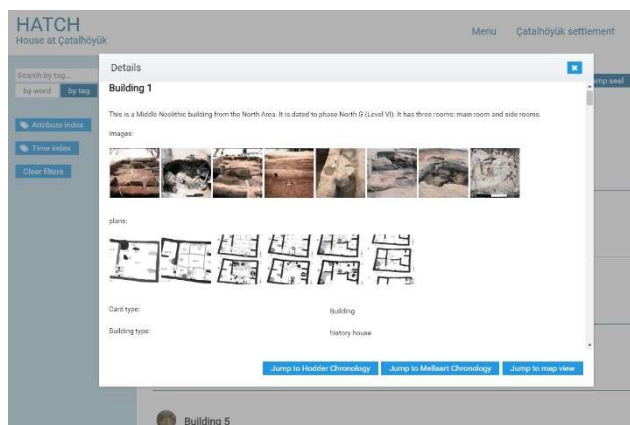 HATCH
House at Çatalhöyük
Menu
Çatalhöyük settlement
Search by tag...
by word
by tag
Attribute index
Time index
Clear filters
Details
Building 1
This is a Middle Neolithic building from the North Area. It is dated to phase North G (Level VI). It has three rooms: main room and side rooms.
images:
plans:
Card type:
Building
Building type:
history house
Jump to Hodder Chronology
Jump to Mellaart Chronology
Jump to map view
Building 5